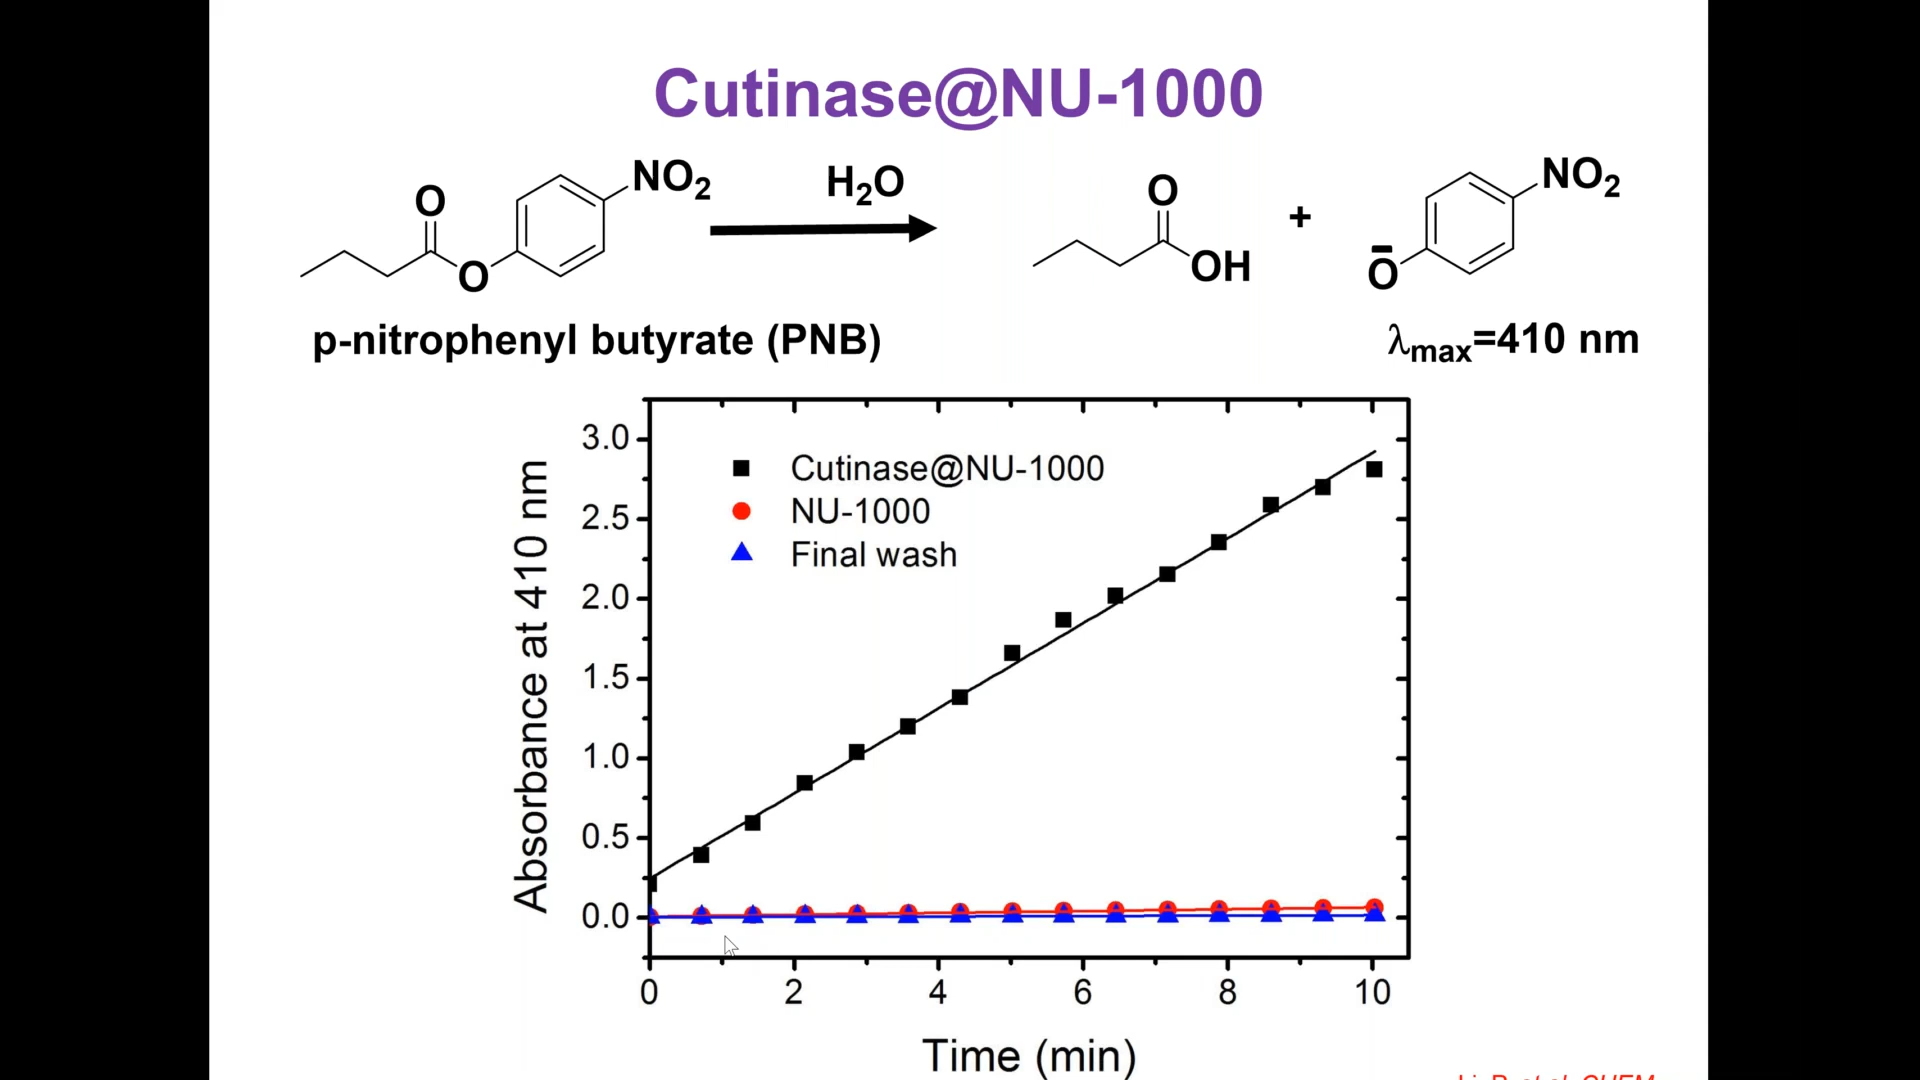 Cutinase@NU-1000
O
O
NO₂
H₂O
O
OH
+
O
NO₂
p-nitrophenyl butyrate (PNB)
λmax=410 nm
Absorbance at 410 nm
3.0
2.5
2.0
1.5
1.0
0.5
0.0
Cutinase@NU-1000
NU-1000
Final wash
0 2 4 6 8 10
Time (min)